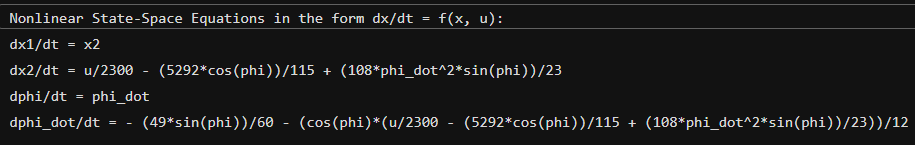 Nonlinear State-Space Equations in the form dx/dt = f(x, u):
dx1/dt = x2
dx2/dt = u/2300 - (5292*cos(phi))/115 + (108*phi_dot^2*sin(phi))/23
dphi/dt = phi_dot
dphi_dot/dt = - (49*sin(phi))/60 - (cos(phi)*(u/2300 - (5292*cos(phi))/115 + (108*phi_dot^2*sin(phi))/23))/12